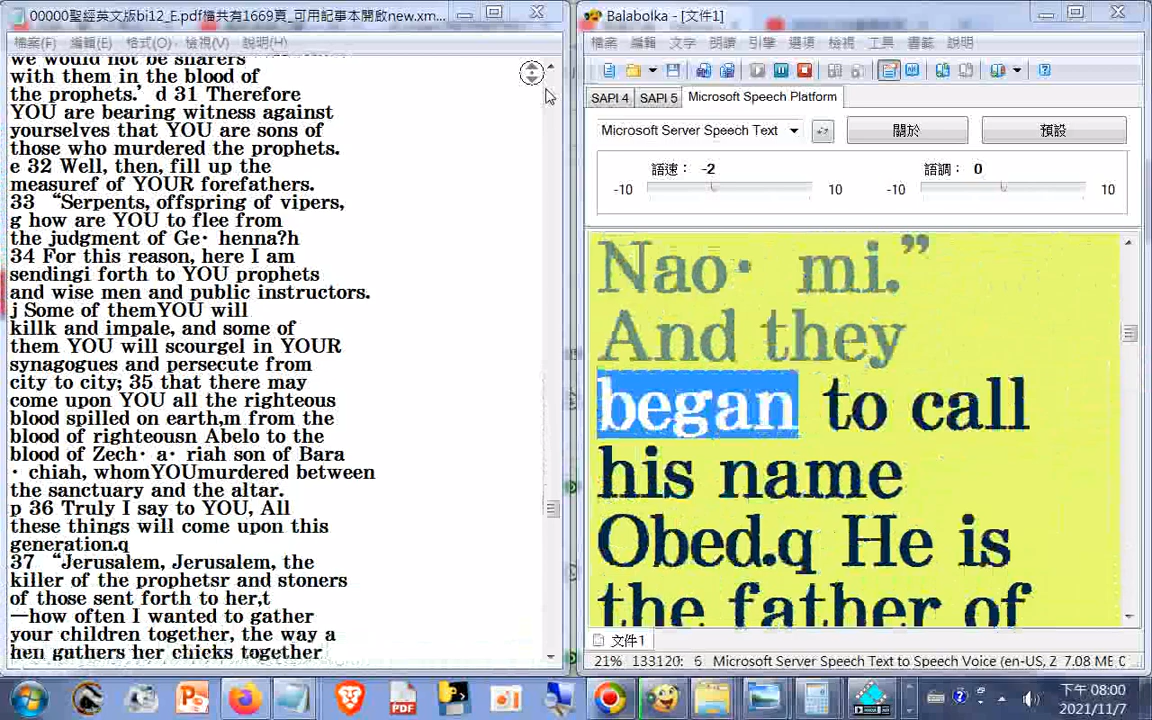 00000聖經英文版bi12_E.pdf檔共有1669頁_可用記事本開啟new.xm...
檔案(F) 編輯(E) 格式(O) 檢視(V) 說明(H)
we would not be sharers
with them in the blood of
the prophets.’ d 31 Therefore
YOU are bearing witness against
yourselves that YOU are sons of
those who murdered the prophets.
e 32 Well, then, fill up the
measuref of YOUR forefathers.
33 “Serpents, offspring of vipers,
g how are YOU to flee from
the judgment of Ge· henna?h
34 For this reason, here I am
sendingi forth to YOU prophets
and wise men and public instructors.
j Some of themYOU will
killk and impale, and some of
them YOU will scourgel in YOUR
synagogues and persecute from
city to city; 35 that there may
come upon YOU all the righteous
blood spilled on earth,m from the
blood of righteousn Abelo to the
blood of Zech· a· riah son of Bara
· chiah, whomYOUmurdered between
the sanctuary and the altar.
p 36 Truly I say to YOU, All
these things will come upon this
generation.q
37 “Jerusalem, Jerusalem, the
killer of the prophetsr and stoners
of those sent forth to her,t
—how often I wanted to gather
your children together, the way a
hen gathers her chicks together
Balabolka - [文件1]
檔案 編輯 文字 朗讀 引擎 選項 檢視 工具 書籤 說明
SAPI 4 SAPI 5 Microsoft Speech Platform
Microsoft Server Speech Text 關於 預設
語速： -2 語調： 0
-10 10 -10 10
Nao· mi.”
And they
began to call
his name
Obed.q He is
the father of
文件1
21% 133120: 6 Microsoft Server Speech Text to Speech Voice (en-US, Z 7.08 MB
PDF
下午 08:00
2021/11/7